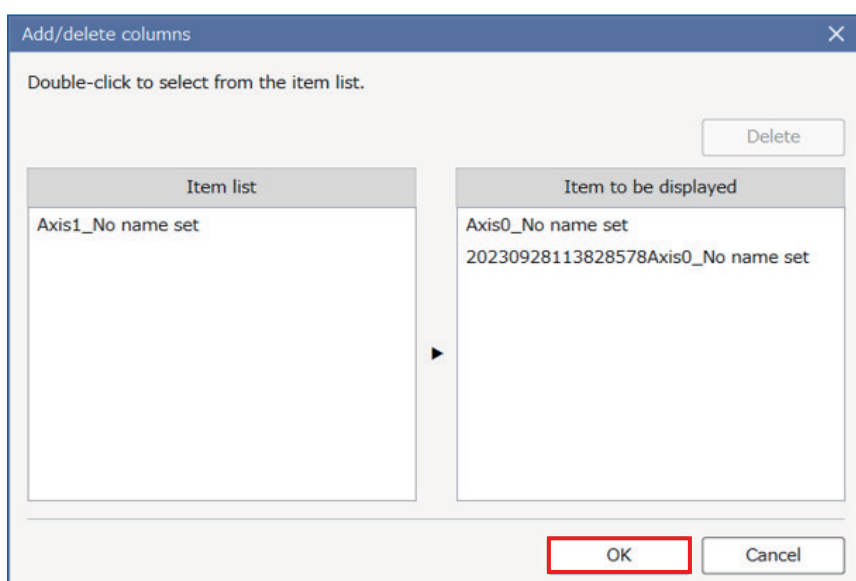 Add/delete columns
Double-click to select from the item list.
Delete
Item list
Axis1_No name set
Item to be displayed
Axis0_No name set
20230928113828578Axis0_No name set
OK
Cancel